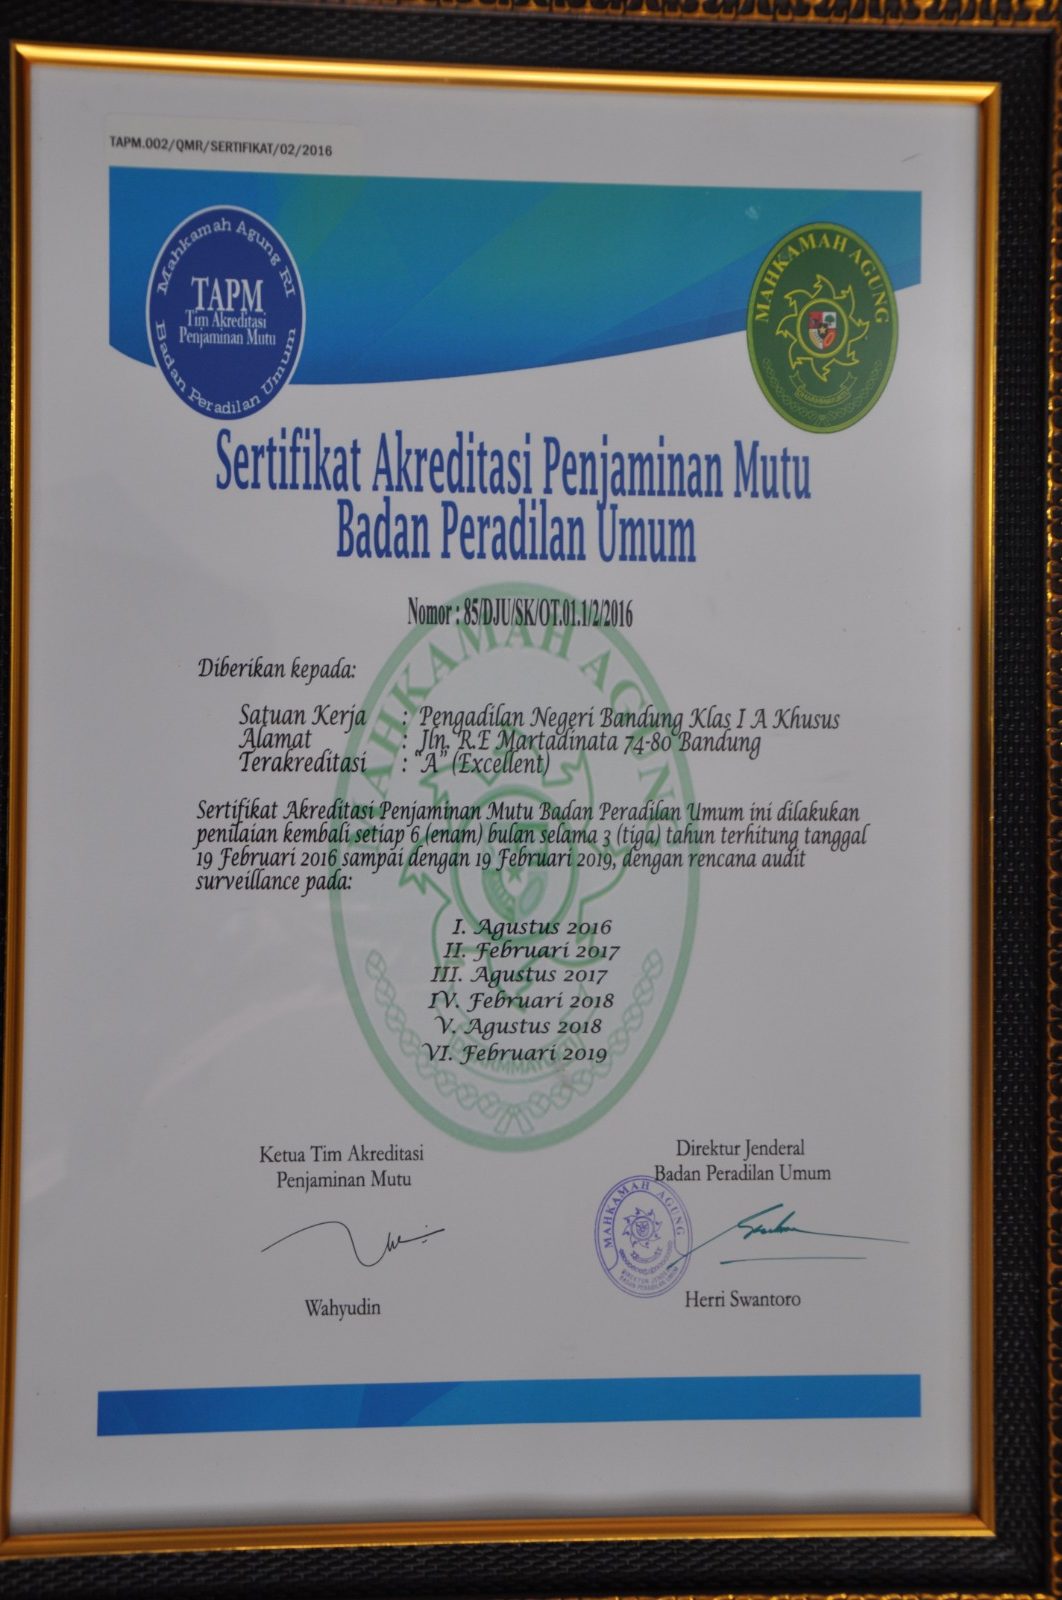 TAPM.002/QMR/SERTIFIKAT/02/2016
Mahkamah Agung RI
TAPM
Tim Akreditasi
Penjaminan Mutu
Badan Peradilan Umum
MAHKAMAH AGUNG
Sertifikat Akreditasi Penjaminan Mutu
Badan Peradilan Umum
Nomor : 85/DJU/SK/OT.01.1/2/2016
MAHKAMAH AGUNG
Diberikan kepada:
Satuan Kerja : Pengadilan Negeri Bandung Klas I A Khusus
Alamat : Jln. R.E Martadinata 74-80 Bandung
Terakreditasi : "A" (Excellent)
Sertifikat Akreditasi Penjaminan Mutu Badan Peradilan Umum ini dilakukan
penilaian kembali setiap 6 (enam) bulan selama 3 (tiga) tahun terhitung tanggal
19 Februari 2016 sampai dengan 19 Februari 2019, dengan rencana audit
surveillance pada:
I. Agustus 2016
II. Februari 2017
III. Agustus 2017
IV. Februari 2018
V. Agustus 2018
VI. Februari 2019
Ketua Tim Akreditasi
Penjaminan Mutu
Direktur Jenderal
Badan Peradilan Umum
MAHKAMAH AGUNG
Wahyudin
Herri Swantoro